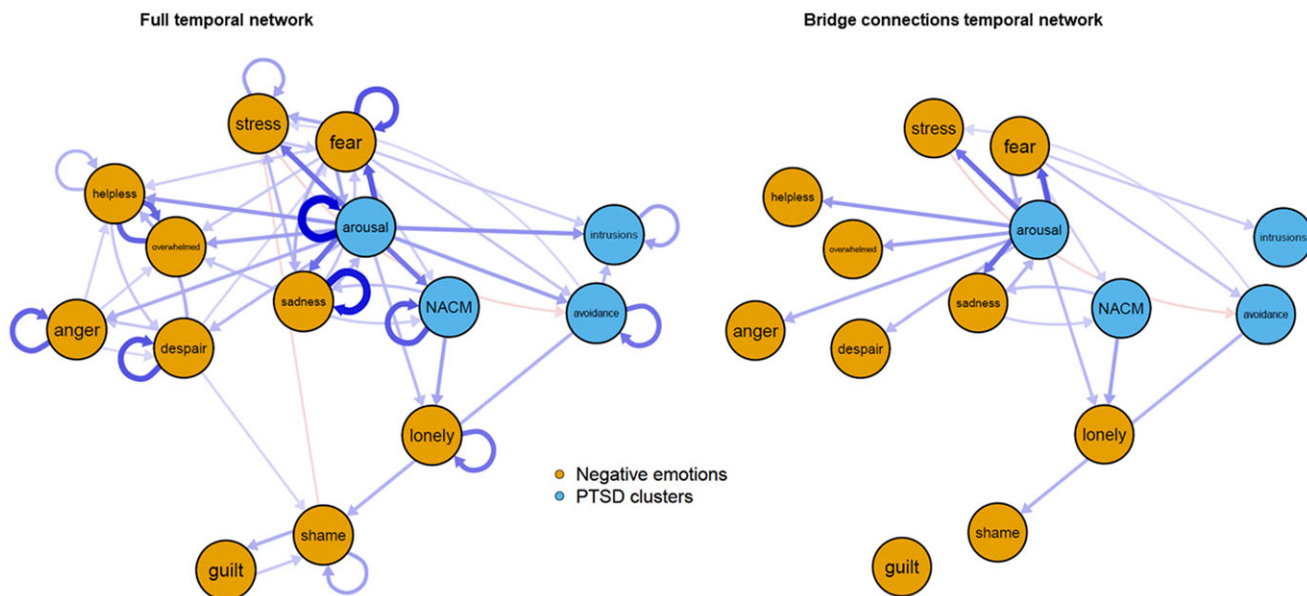 Full temporal network
Bridge connections temporal network
stress
fear
helpless
overwhelmed
arousal
intrusions
sadness
NACM
avoidance
anger
despair
lonely
shame
guilt
Negative emotions
PTSD clusters
stress
fear
helpless
overwhelmed
arousal
intrusions
sadness
NACM
avoidance
anger
despair
lonely
shame
guilt